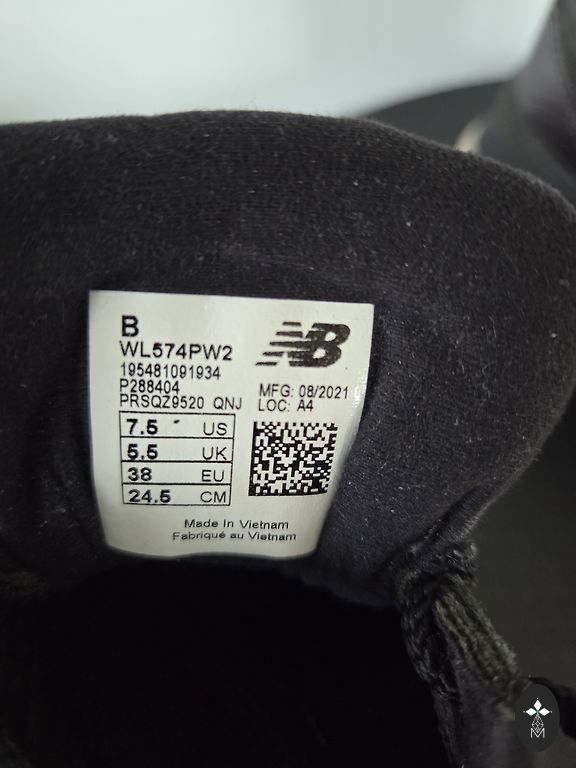 B
WL574PW2
195481091934
P288404
PRSQZ9520 QNJ
NB
MFG: 08/2021
LOC: A4
7.5 US
5.5 UK
38 EU
24.5 CM
Made In Vietnam
Fabriqué au Vietnam
M